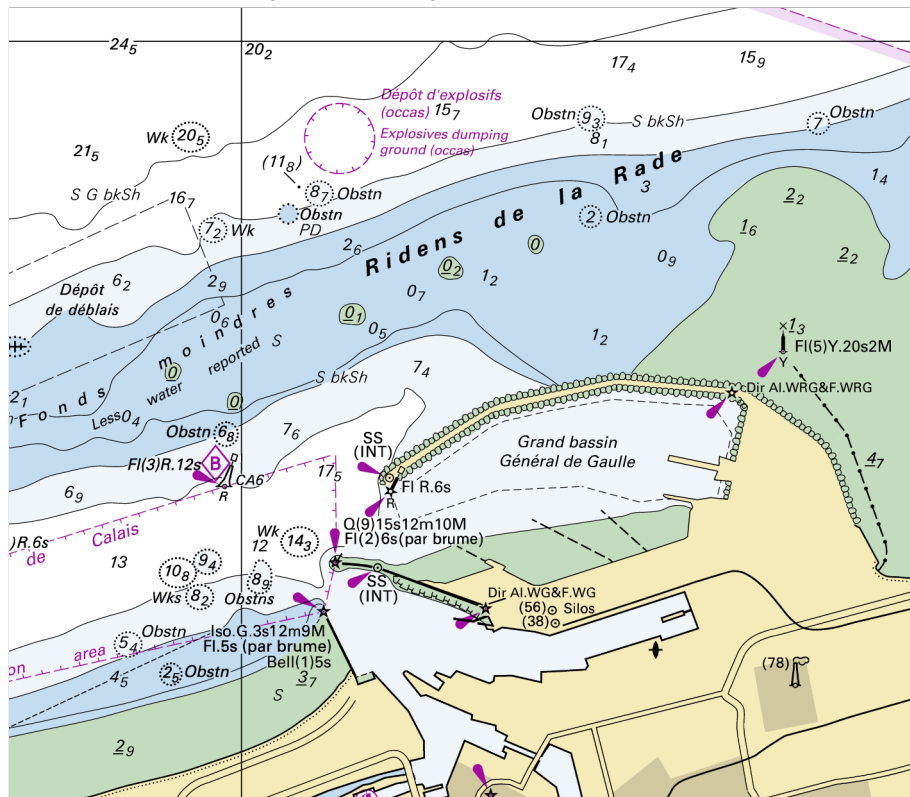 24₅
20₂
17₄
15₉
Dépôt d'explosifs
(occas)
15₇
Explosives dumping
ground (occas)
Obstn
9₃
8₁
S bkSh
7
Obstn
Wk
20₅
21₅
(11₈)
8₇
Obstn
S G bkSh
16₇
Obstn
PD
7₂
Wk
Ridens de la Rade
3
2
Obstn
1₄
2₂
1₆
2₂
2₆
0₂
0
1₂
0₉
6₂
2₉
0₇
Dépôt
de déblais
0₆
0₁
0₅
1₂
1₃
Fl(5)Y.20s2M
Y
Fonds moindres
Less water reported
S
0
2₁
0₄
0
S bkSh
7₄
Dir Al.WRG&F.WRG
Obstn
6₈
7₆
SS
(INT)
Grand bassin
Général de Gaulle
4₇
B
Fl(3)R.12s
CA6
R
17₅
Fl R.6s
R
6₉
)R.6s
de Calais
Q(9)15s12m10M
Fl(2)6s(par brume)
13
Wk
14₃
12
10₈
9₄
8₉
Wks
8₂
Obstns
SS
(INT)
Dir Al.WG&F.WG
(56)
Silos
(38)
Iso.G.3s12m9M
Fl.5s (par brume)
Bell(1)5s
5₄
Obstn
on area
4₅
2₅
Obstn
3₇
S
(78)
2₉